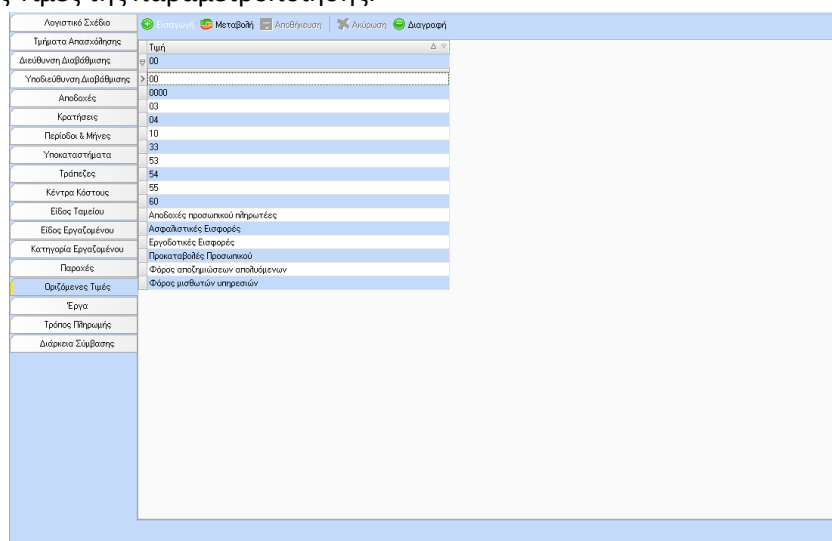 ς Τιμές της παραμετροποίησης.
Λογιστικό Σχέδιο
Εισαγωγή Μεταβολή Αποθήκευση Ακύρωση Διαγραφή
Τμήματα Απασχόλησης
Διεύθυνση Διαβάθμισης
Υποδιεύθυνση Διαβάθμισης
Αποδοχές
Κρατήσεις
Περίοδοι & Μήνες
Υποκαταστήματα
Τράπεζες
Κέντρα Κόστους
Είδος Ταμείου
Είδος Εργαζομένου
Κατηγορία Εργαζομένου
Παροχές
Οριζόμενες Τιμές
Έργα
Τρόπος Πληρωμής
Διάρκεια Σύμβασης
Τιμή
00
00
0000
03
04
10
33
53
54
55
60
Αποδοχές προσωπικού πληρωτέες
Ασφαλιστικές Εισφορές
Εργοδοτικές Εισφορές
Προκαταβολές Προσωπικού
Φόρος αποζημιώσεων απολυόμενων
Φόρος μισθωτών υπηρεσιών